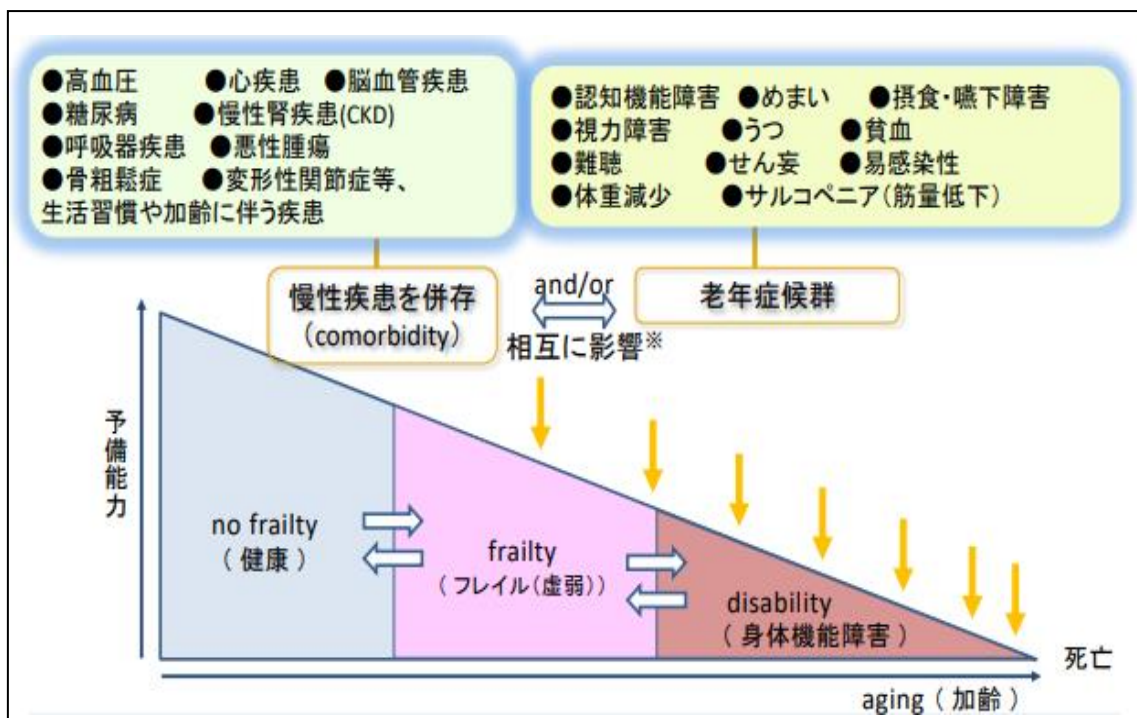 ●高血圧 ●心疾患 ●脳血管疾患
●糖尿病 ●慢性腎疾患(CKD)
●呼吸器疾患 ●悪性腫瘍
●骨粗鬆症 ●変形性関節症等、
生活習慣や加齢に伴う疾患
●認知機能障害 ●めまい ●摂食・嚥下障害
●視力障害 ●うつ ●貧血
●難聴 ●せん妄 ●易感染性
●体重減少 ●サルコペニア(筋量低下)
慢性疾患を併存
(comorbidity)
and/or
相互に影響※
老年症候群
予備能力
no frailty
(健康)
frailty
(フレイル(虚弱))
disability
(身体機能障害)
死亡
aging(加齢)